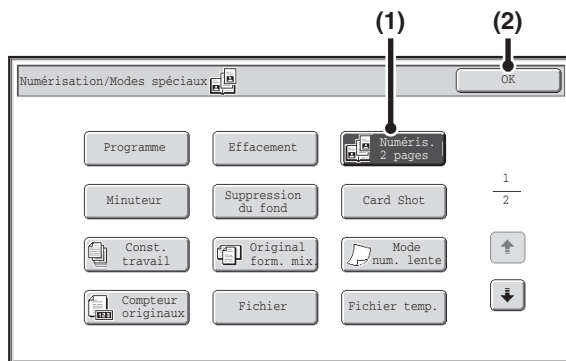 (1)
(2)
Numérisation/Modes spéciaux
OK
Programme
Effacement
Numéris.
2 pages
Minuteur
Suppression
du fond
Card Shot
1
2
Const.
travail
Original
form. mix.
Mode
num. lente
Compteur
originaux
123
Fichier
Fichier temp.